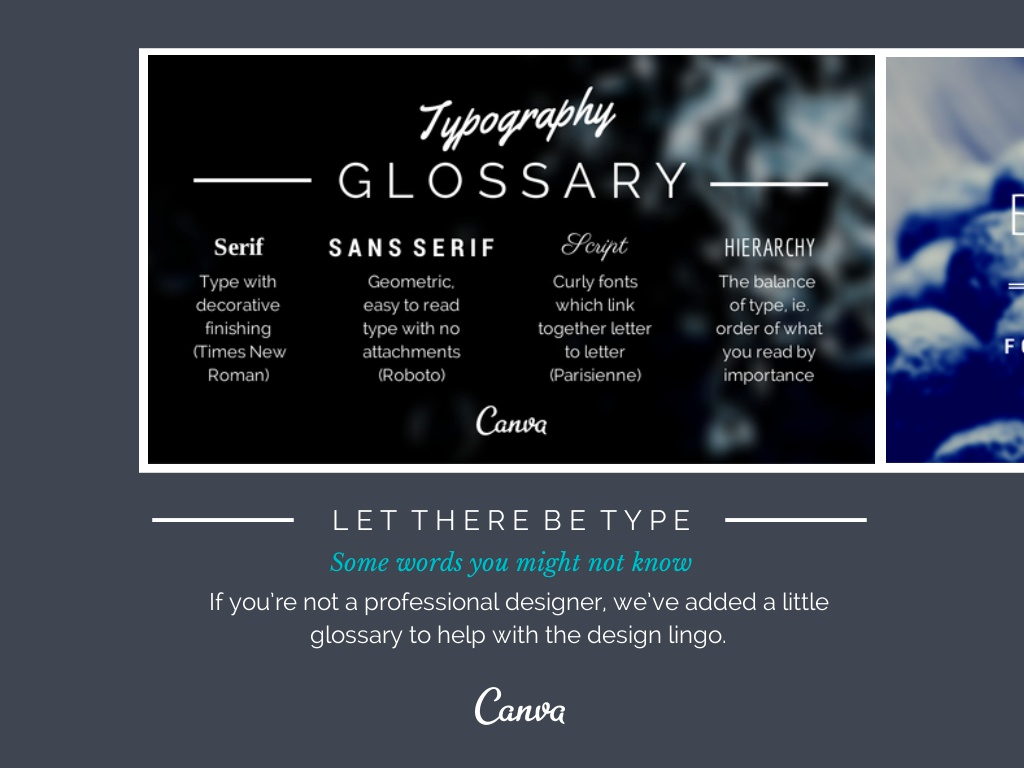 Typography
GLOSSARY
Serif
Type with
decorative
finishing
(Times New
Roman)
SANS SERIF
Geometric,
easy to read
type with no
attachments
(Roboto)
Script
Curly fonts
which link
together letter
to letter
(Parisienne)
HIERARCHY
The balance
of type, ie.
order of what
you read by
importance
Canva
LET THERE BE TYPE
Some words you might not know
If you’re not a professional designer, we’ve added a little
glossary to help with the design lingo.
Canva